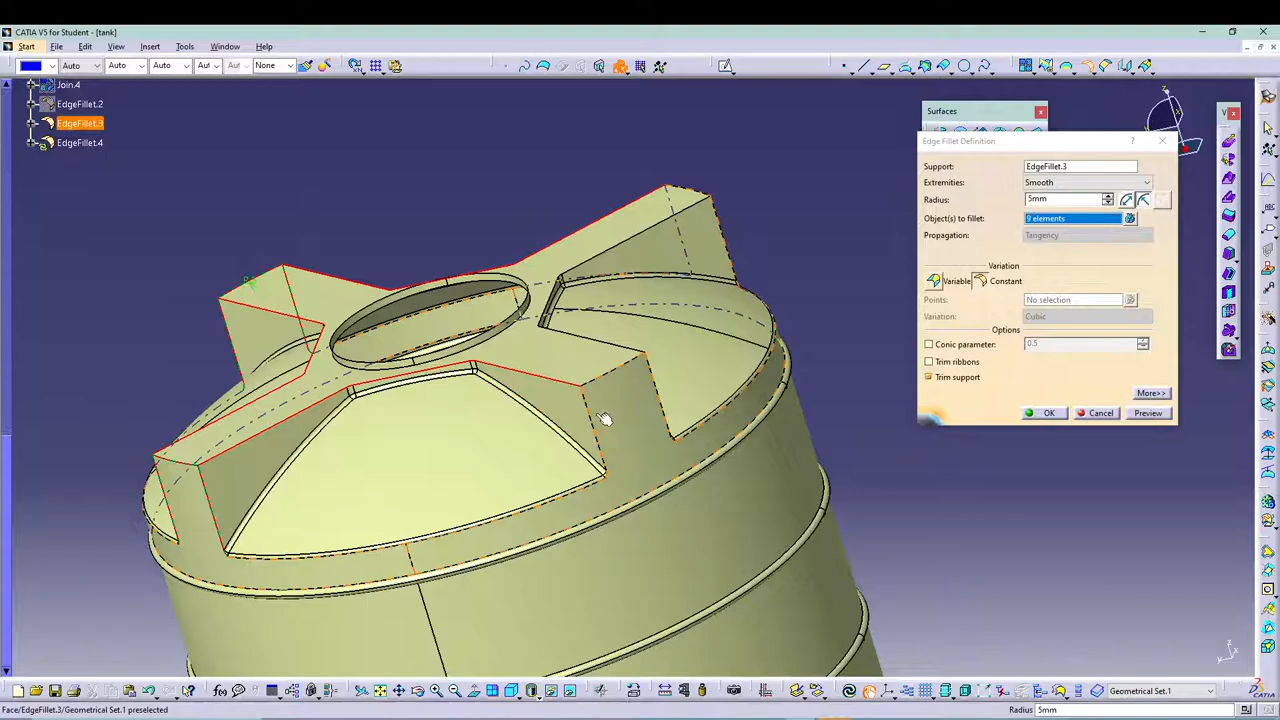 CATIA V5 for Student - [tank]
Start File Edit View Insert Tools Window Help
Auto Auto Auto Aut Aut None
Join.4
EdgeFillet.2
EdgeFillet.3
EdgeFillet.4
Surfaces
V
Edge Fillet Definition
Support: EdgeFillet.3
Extremities: Smooth
Radius: 5mm
Object(s) to fillet: 9 elements
Propagation: Tangency
Variation
Variable Constant
Points: No selection
Variation: Cubic
Options
Conic parameter: 0.5
Trim ribbons
Trim support
More>>
OK Cancel Preview
Geometrical Set.1
Face/EdgeFillet.3/Geometrical Set.1 preselected
Radius 5mm